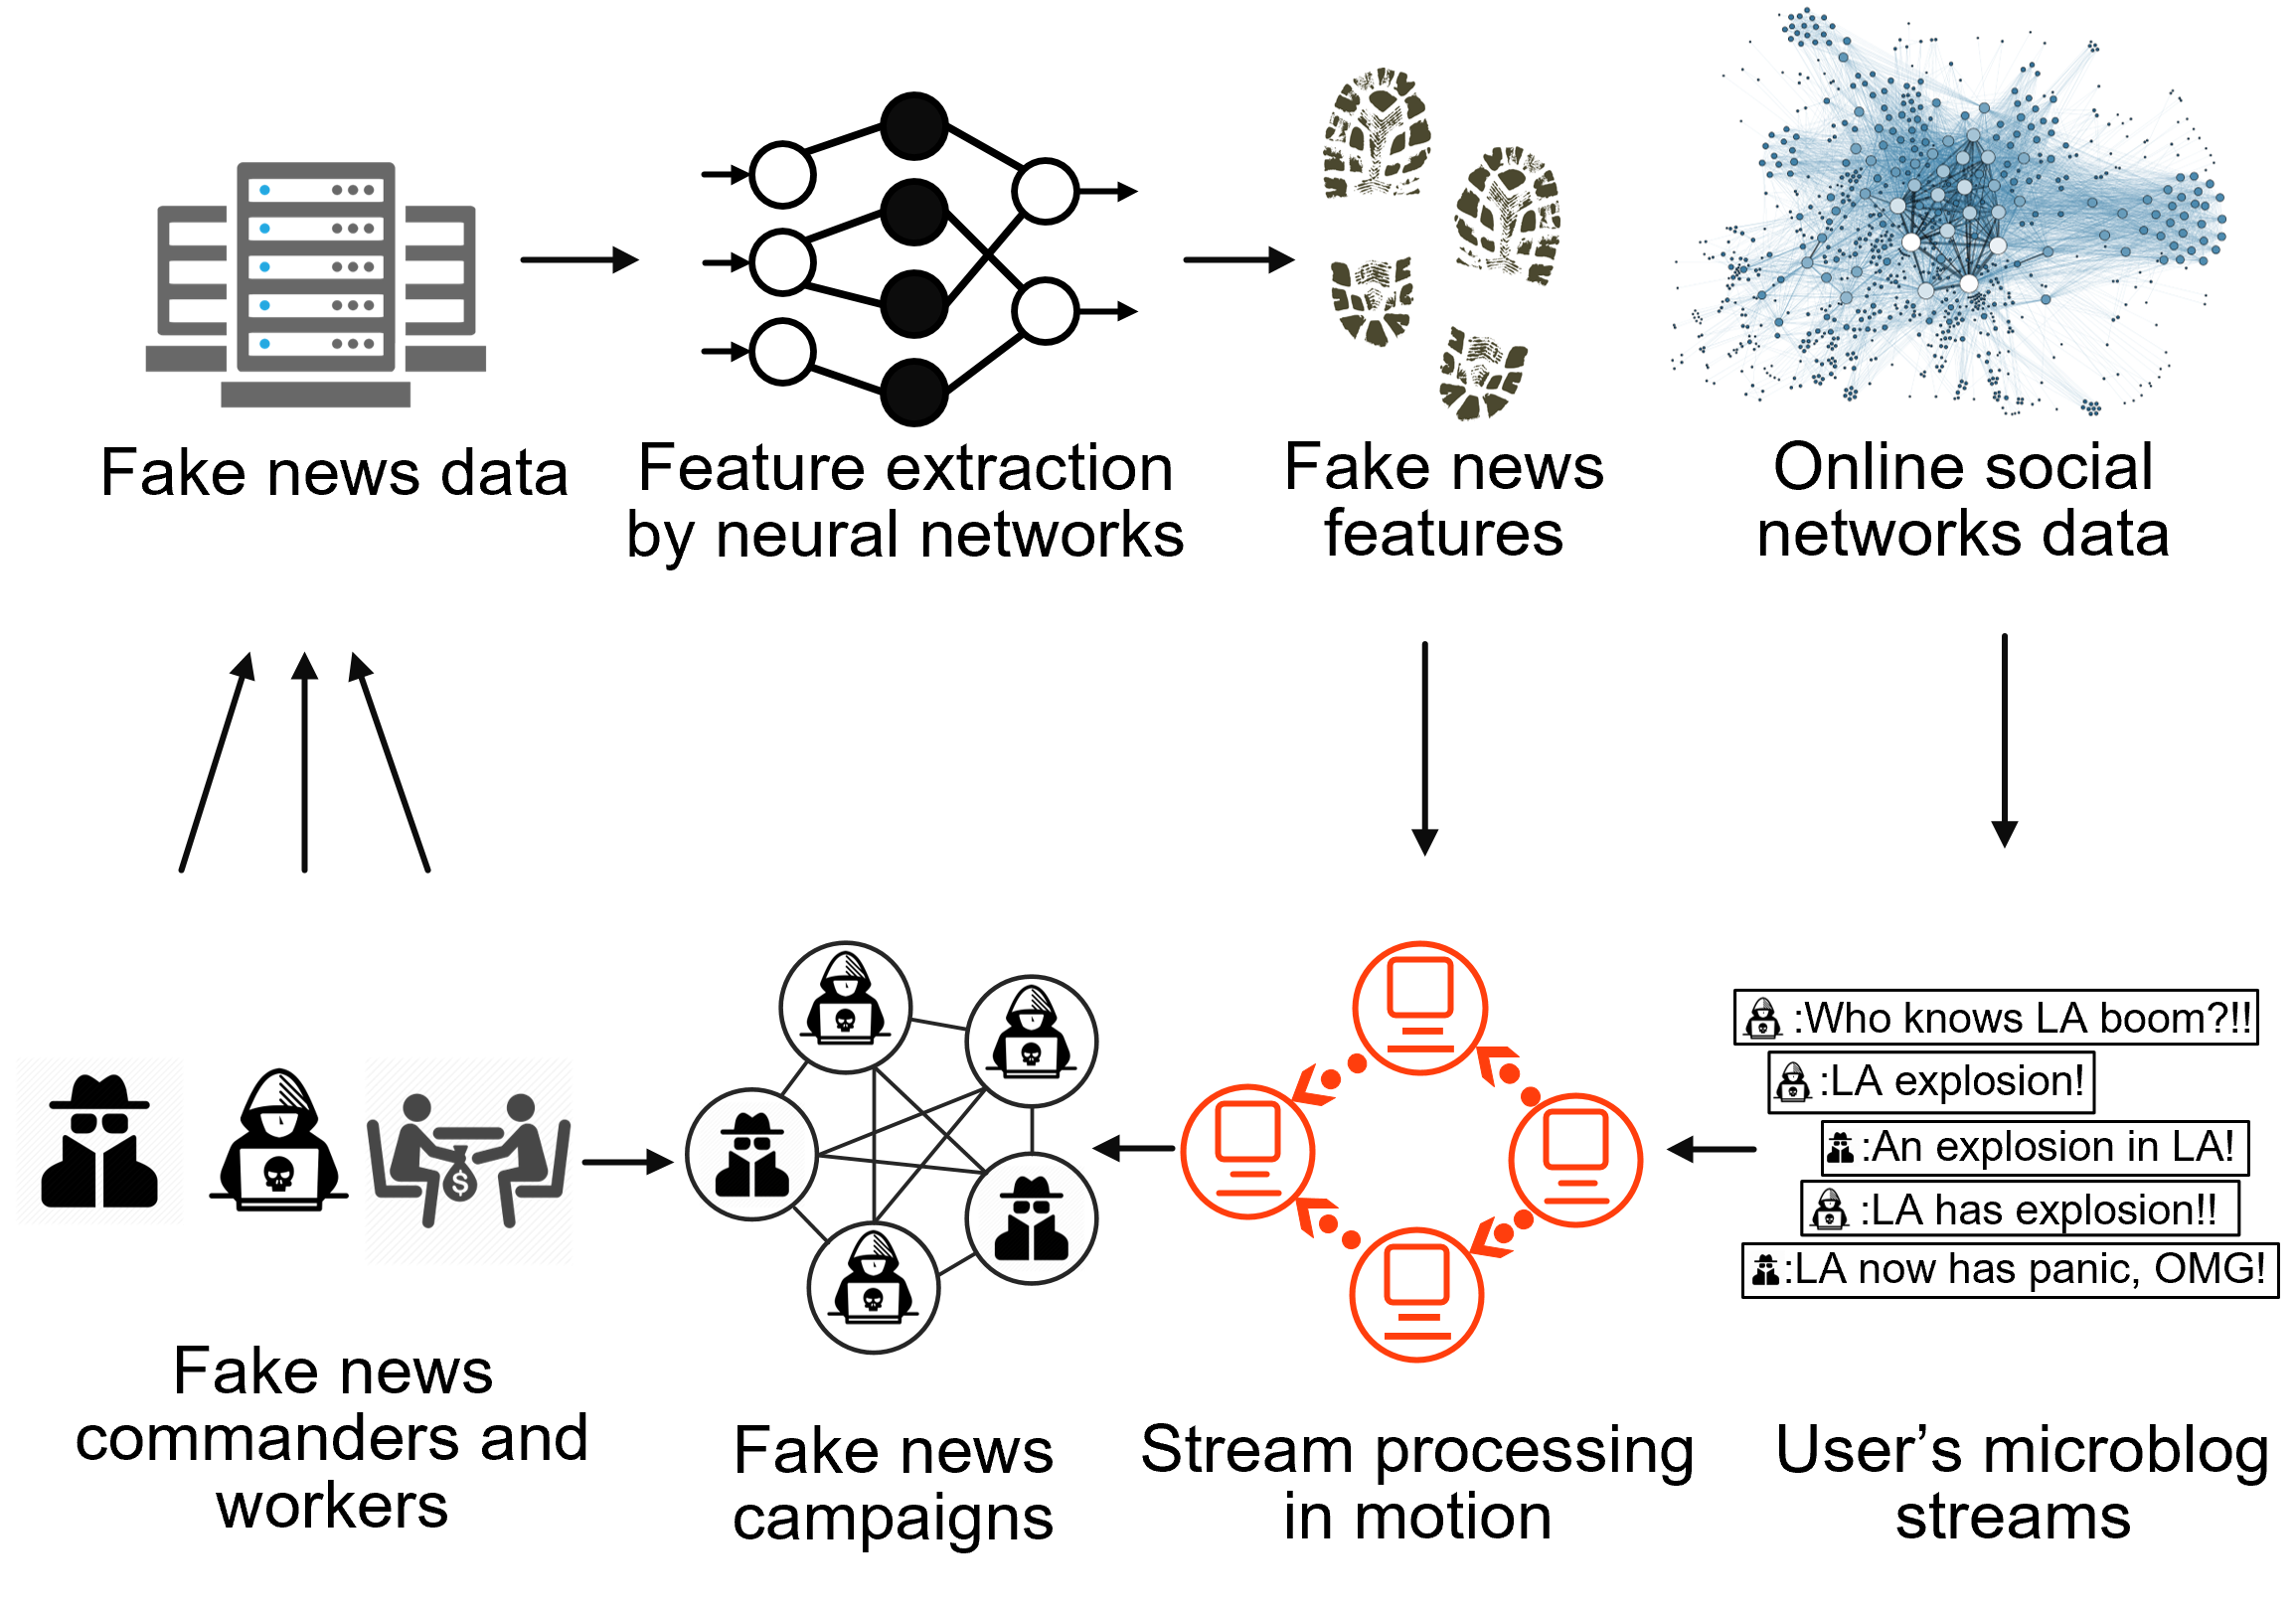 Fake news data
Feature extraction
by neural networks
Fake news
features
Online social
networks data
:Who knows LA boom?!!
:LA explosion!
:An explosion in LA!
:LA has explosion!!
:LA now has panic, OMG!
$
Fake news
commanders and
workers
Fake news
campaigns
Stream processing
in motion
User’s microblog
streams